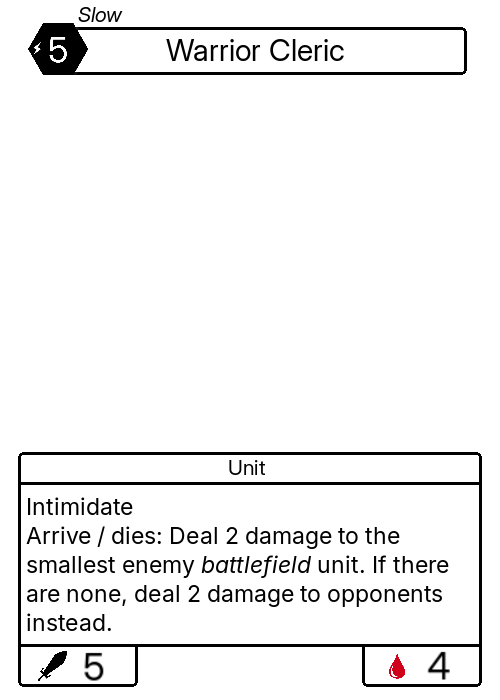 Slow
5
Warrior Cleric
Unit
Intimidate
Arrive / dies: Deal 2 damage to the
smallest enemy battlefield unit. If there
are none, deal 2 damage to opponents
instead.
5
4